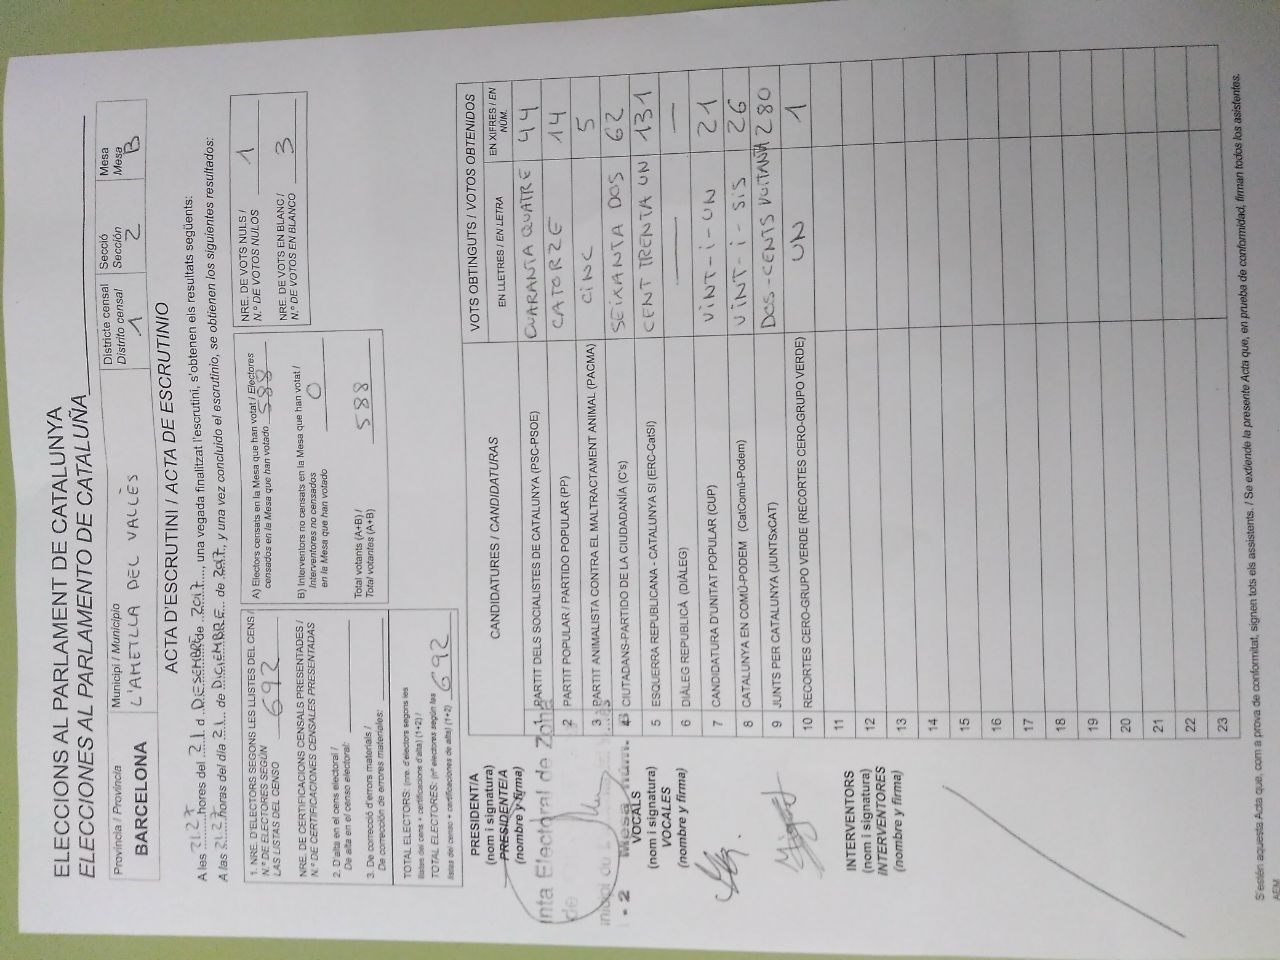 ELECCIONS AL PARLAMENT DE CATALUNYA
ELECCIONES AL PARLAMENTO DE CATALUÑA
Província / Provincia
BARCELONA
Municipi / Municipio
L'AMETLLA DEL VALLÈS
Districte censal
Distrito censal
1
Secció
Sección
2
Mesa
Mesa
B
ACTA D'ESCRUTINI / ACTA DE ESCRUTINIO
A les 2127 hores del 21 d DESEMBRE de 2017, una vegada finalitzat l'escrutini, s'obtenen els resultats següents:
A las 2127 horas del día 21 de DICIEMBRE de 2017, y una vez concluido el escrutinio, se obtienen los siguientes resultados:
1. NRE. D'ELECTORS SEGONS LES LLISTES DEL CENS /
N.º DE ELECTORES SEGÚN
LAS LISTAS DEL CENSO 692
NRE. DE CERTIFICACIONS CENSALS PRESENTADES /
N.º DE CERTIFICACIONES CENSALES PRESENTADAS
2. D'alta en el cens electoral /
De alta en el censo electoral:
3. De correcció d'errors materials /
De corrección de errores materiales:
TOTAL ELECTORS: (nre. d'electors segons les
llistes del cens + certificacions d'alta) (1+2) /
TOTAL ELECTORES: (nº electores según las
listas del censo + certificaciones de alta) (1+2) 692
A) Electors censats en la Mesa que han votat / Electores
censados en la Mesa que han votado 588
B) Interventors no censats en la Mesa que han votat /
Interventores no censados
en la Mesa que han votado 0
Total votants (A+B) /
Total votantes (A+B) 588
NRE. DE VOTS NULS /
N.º DE VOTOS NULOS 1
NRE. DE VOTS EN BLANC /
N.º DE VOTOS EN BLANCO 3
CANDIDATURES / CANDIDATURAS
VOTS OBTINGUTS / VOTOS OBTENIDOS
EN LLETRES / EN LETRA
EN XIFRES / EN NÚM.
1 PARTIT DELS SOCIALISTES DE CATALUNYA (PSC-PSOE) QUARANTA QUATRE 44
2 PARTIT POPULAR / PARTIDO POPULAR (PP) CATORZE 14
3 PARTIT ANIMALISTA CONTRA EL MALTRACTAMENT ANIMAL (PACMA) CINC 5
4 CIUTADANS-PARTIDO DE LA CIUDADANÍA (C's) SEIXANTA DOS 62
5 ESQUERRA REPUBLICANA - CATALUNYA SÍ (ERC-CatSí) CENT TRENTA UN 131
6 DIÀLEG REPUBLICÀ (DIÀLEG) — —
7 CANDIDATURA D'UNITAT POPULAR (CUP) VINT-I-UN 21
8 CATALUNYA EN COMÚ-PODEM (CatComú-Podem) VINT-I-SIS 26
9 JUNTS PER CATALUNYA (JUNTSxCAT) DOS-CENTS VUITANTA 280
10 RECORTES CERO-GRUPO VERDE (RECORTES CERO-GRUPO VERDE) UN 1
11
12
13
14
15
16
17
18
19
20
21
22
23
PRESIDENT/A
(nom i signatura)
PRESIDENTE/A
(nombre y firma)
nta Electoral de Zona
de
- 2 Mesa núm. B
VOCALS
(nom i signatura)
VOCALES
(nombre y firma)
INTERVENTORS
(nom i signatura)
INTERVENTORES
(nombre y firma)
S'estén aquesta Acta que, com a prova de conformitat, signen tots els assistents. / Se extiende la presente Acta que, en prueba de conformidad, firman todos los asistentes.
AEM